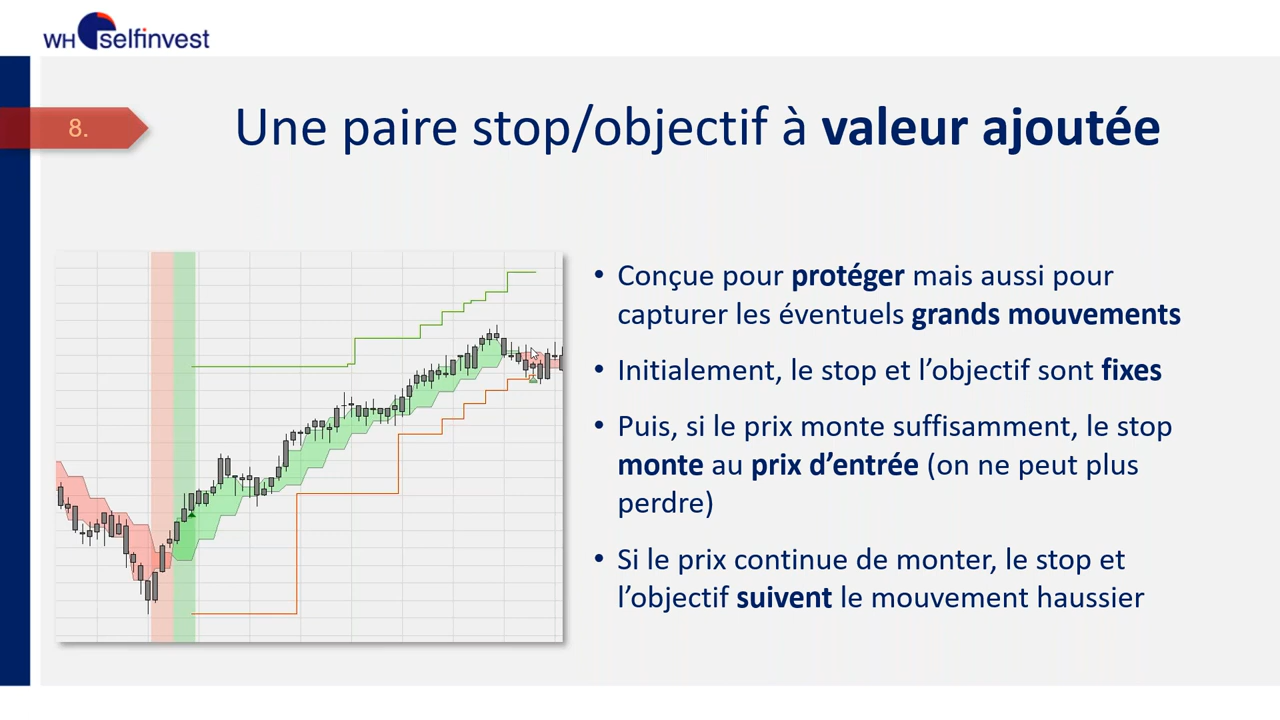 WH selfinvest
8.
Une paire stop/objectif à valeur ajoutée
• Conçue pour protéger mais aussi pour
capturer les éventuels grands mouvements
• Initialement, le stop et l’objectif sont fixes
• Puis, si le prix monte suffisamment, le stop
monte au prix d’entrée (on ne peut plus
perdre)
• Si le prix continue de monter, le stop et
l’objectif suivent le mouvement haussier